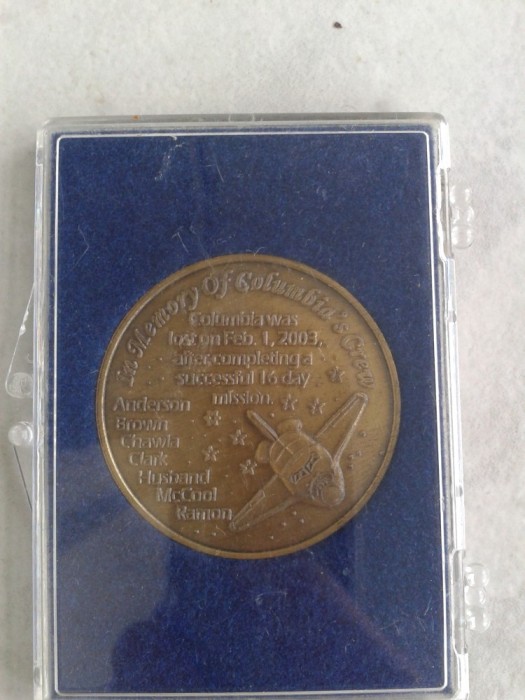 In Memory Of Columbia's Crew
Columbia was
lost on Feb. 1, 2003,
after completing a
successful 16 day
mission.
Anderson
Brown
Chawla
Clark
Husband
McCool
Ramon